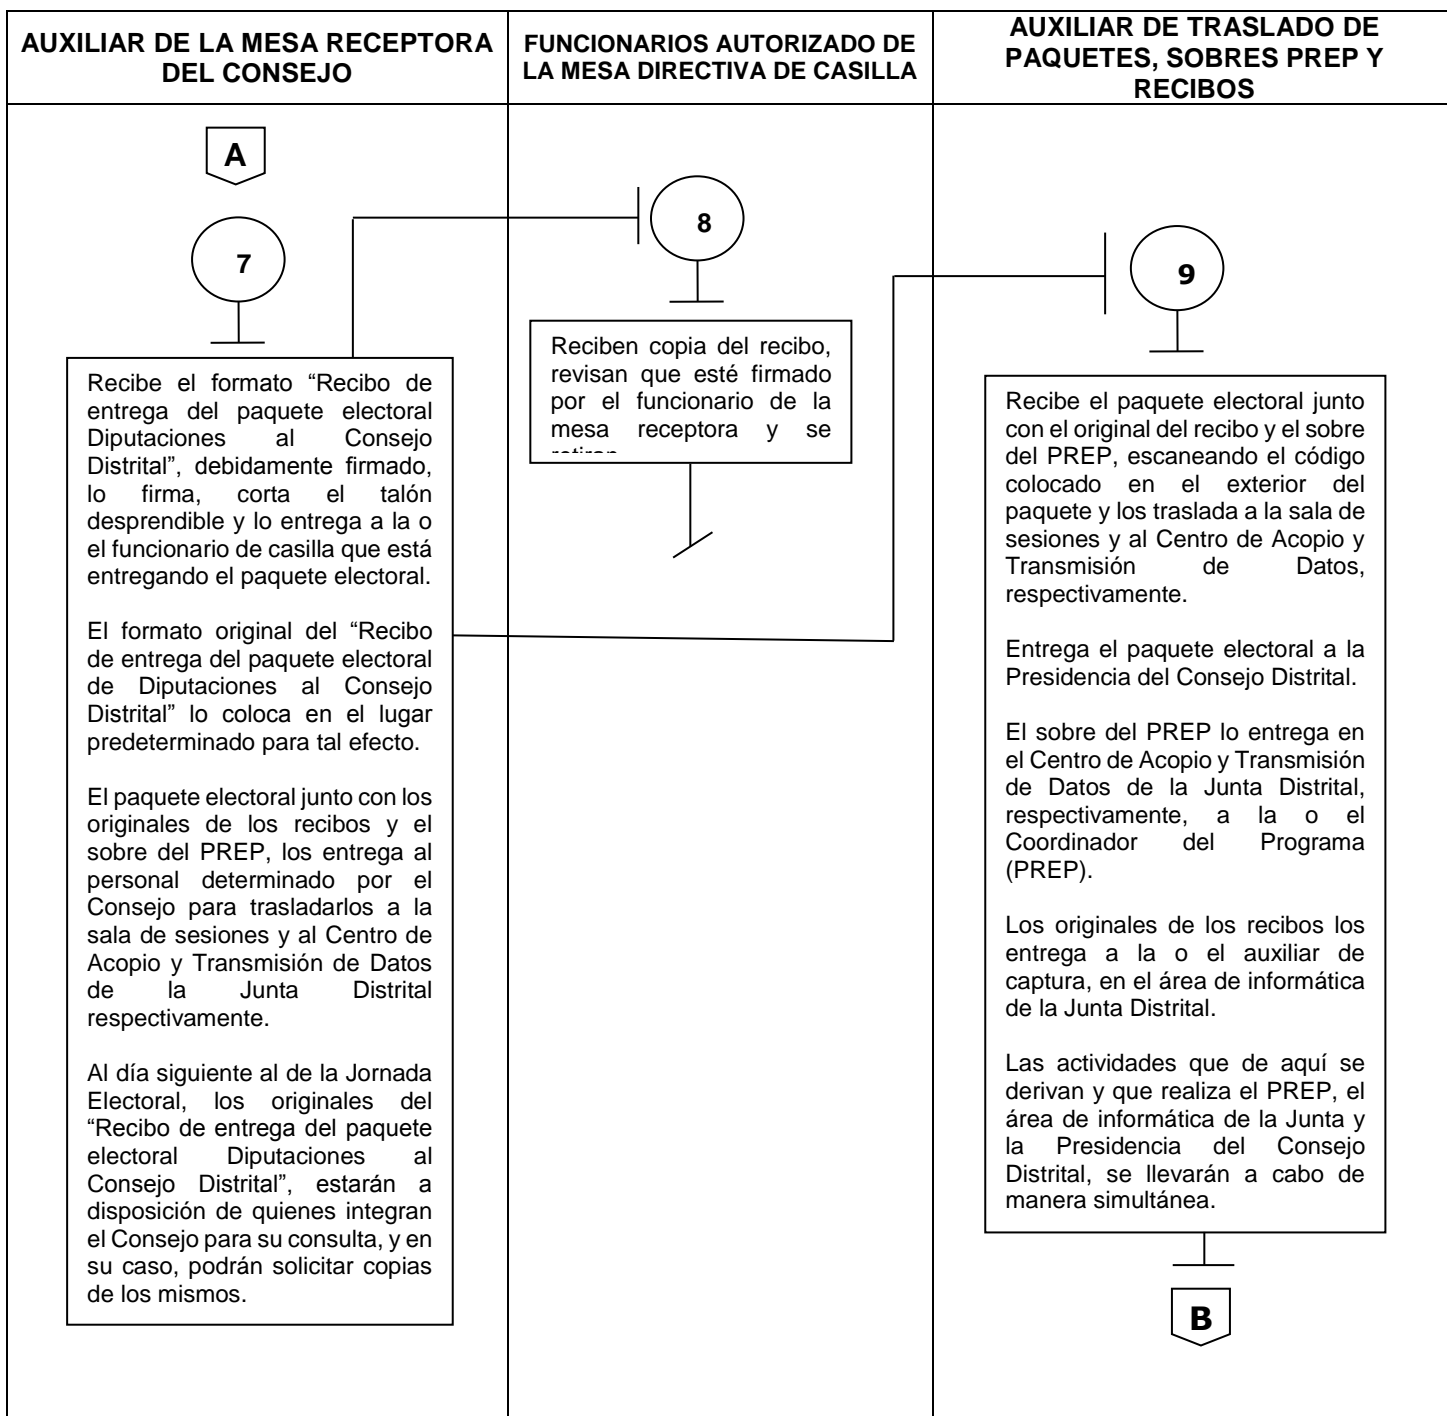 AUXILIAR DE LA MESA RECEPTORA
DEL CONSEJO
FUNCIONARIOS AUTORIZADO DE
LA MESA DIRECTIVA DE CASILLA
AUXILIAR DE TRASLADO DE
PAQUETES, SOBRES PREP Y
RECIBOS
A
7
Recibe el formato “Recibo de
entrega del paquete electoral
Diputaciones al Consejo
Distrital”, debidamente firmado,
lo firma, corta el talón
desprendible y lo entrega a la o
el funcionario de casilla que está
entregando el paquete electoral.
El formato original del “Recibo
de entrega del paquete electoral
de Diputaciones al Consejo
Distrital” lo coloca en el lugar
predeterminado para tal efecto.
El paquete electoral junto con los
originales de los recibos y el
sobre del PREP, los entrega al
personal determinado por el
Consejo para trasladarlos a la
sala de sesiones y al Centro de
Acopio y Transmisión de Datos
de la Junta Distrital
respectivamente.
Al día siguiente al de la Jornada
Electoral, los originales del
“Recibo de entrega del paquete
electoral Diputaciones al
Consejo Distrital”, estarán a
disposición de quienes integran
el Consejo para su consulta, y en
su caso, podrán solicitar copias
de los mismos.
8
Reciben copia del recibo,
revisan que esté firmado
por el funcionario de la
mesa receptora y se
9
Recibe el paquete electoral junto
con el original del recibo y el sobre
del PREP, escaneando el código
colocado en el exterior del
paquete y los traslada a la sala de
sesiones y al Centro de Acopio y
Transmisión de Datos,
respectivamente.
Entrega el paquete electoral a la
Presidencia del Consejo Distrital.
El sobre del PREP lo entrega en
el Centro de Acopio y Transmisión
de Datos de la Junta Distrital,
respectivamente, a la o el
Coordinador del Programa
(PREP).
Los originales de los recibos los
entrega a la o el auxiliar de
captura, en el área de informática
de la Junta Distrital.
Las actividades que de aquí se
derivan y que realiza el PREP, el
área de informática de la Junta y
la Presidencia del Consejo
Distrital, se llevarán a cabo de
manera simultánea.
B